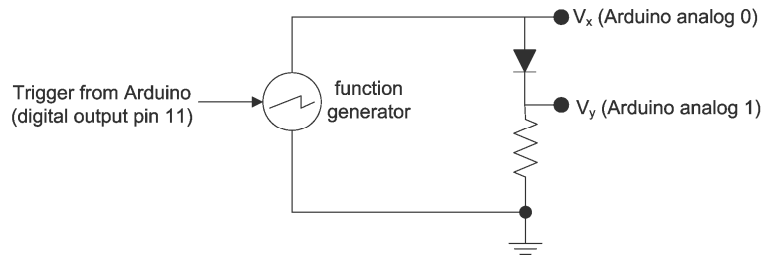 Vx (Arduino analog 0)
Trigger from Arduino
(digital output pin 11)
function
generator
Vy (Arduino analog 1)